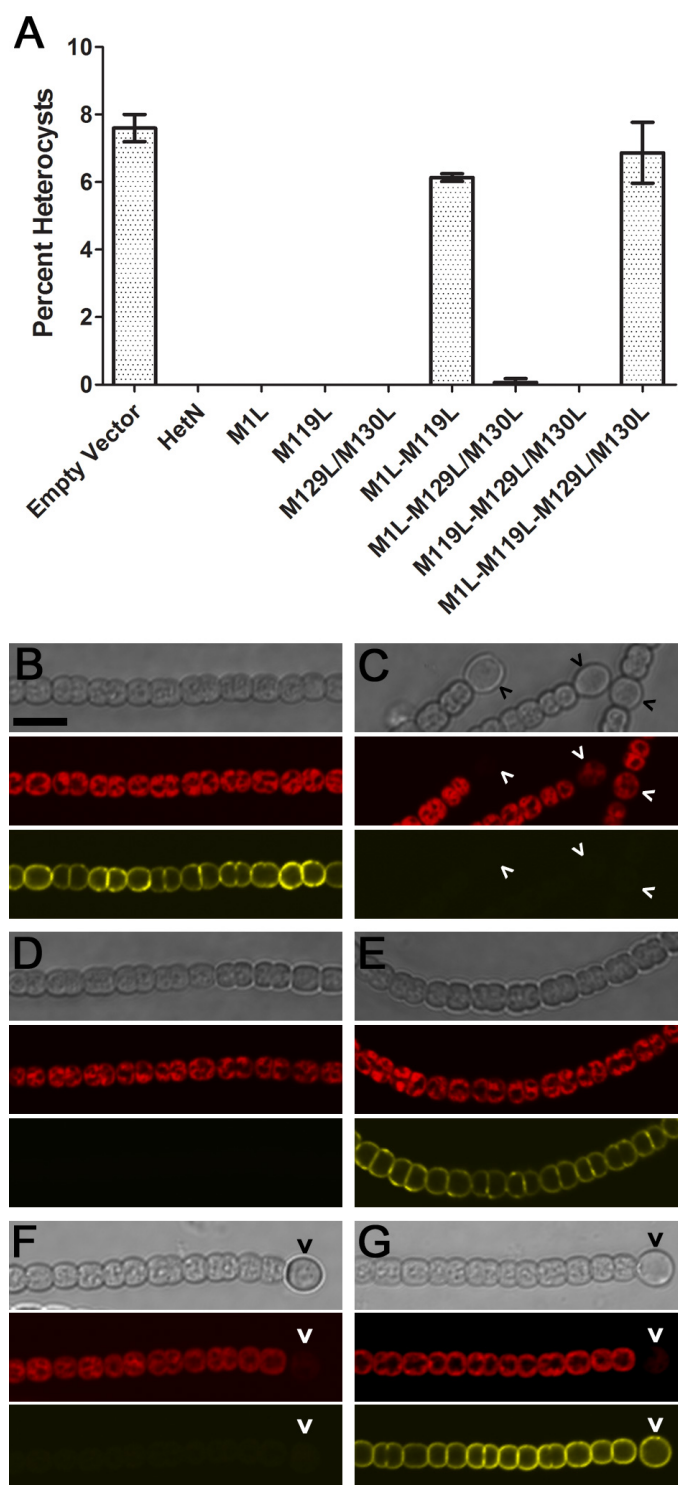 A
10
8
6
4
2
0
Percent Heterocysts
Empty Vector
HetN
M1L
M119L
M129L/M130L
M1L-M119L
M1L-M129L/M130L
M119L-M129L/M130L
M1L-M119L-M129L/M130L
B
C
D
E
F
G